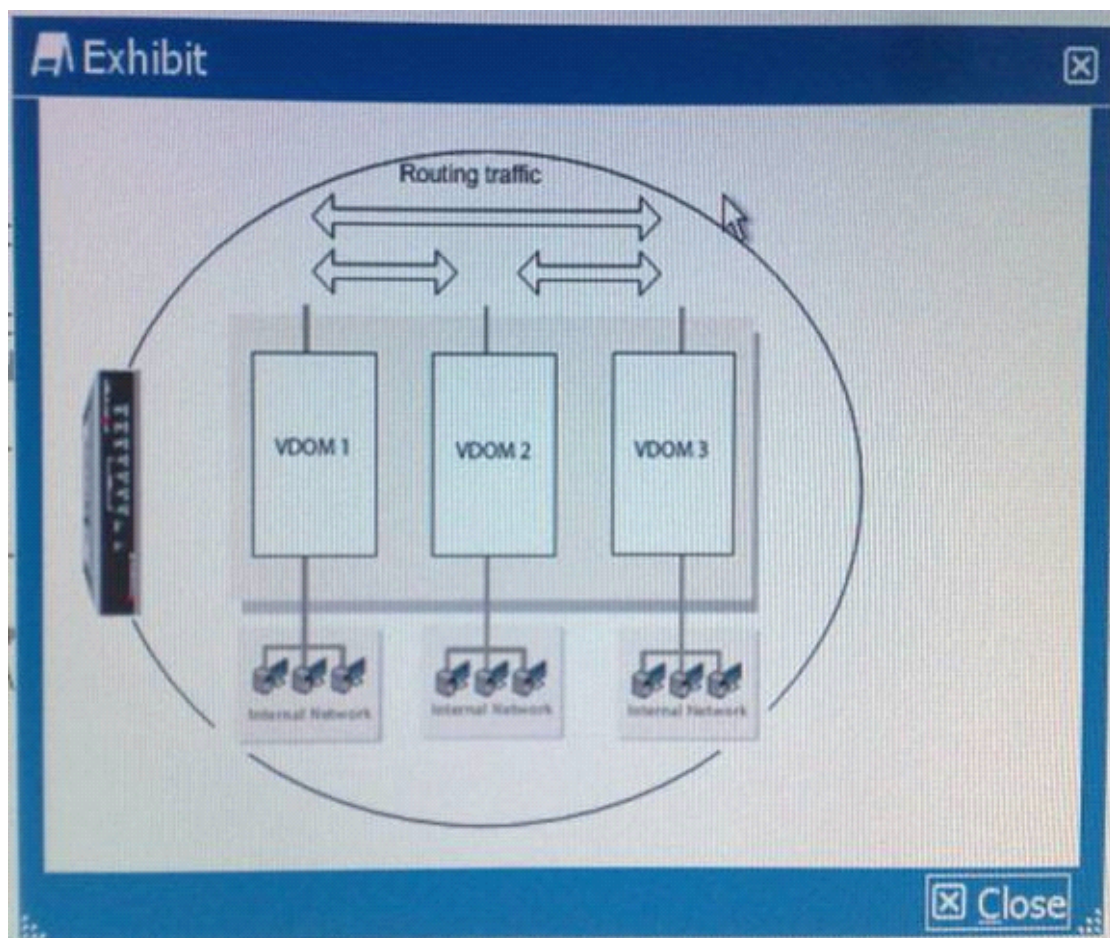 Exhibit
Routing traffic
VDOM 1
VDOM 2
VDOM 3
Internal Network
Internal Network
Internal Network
Close